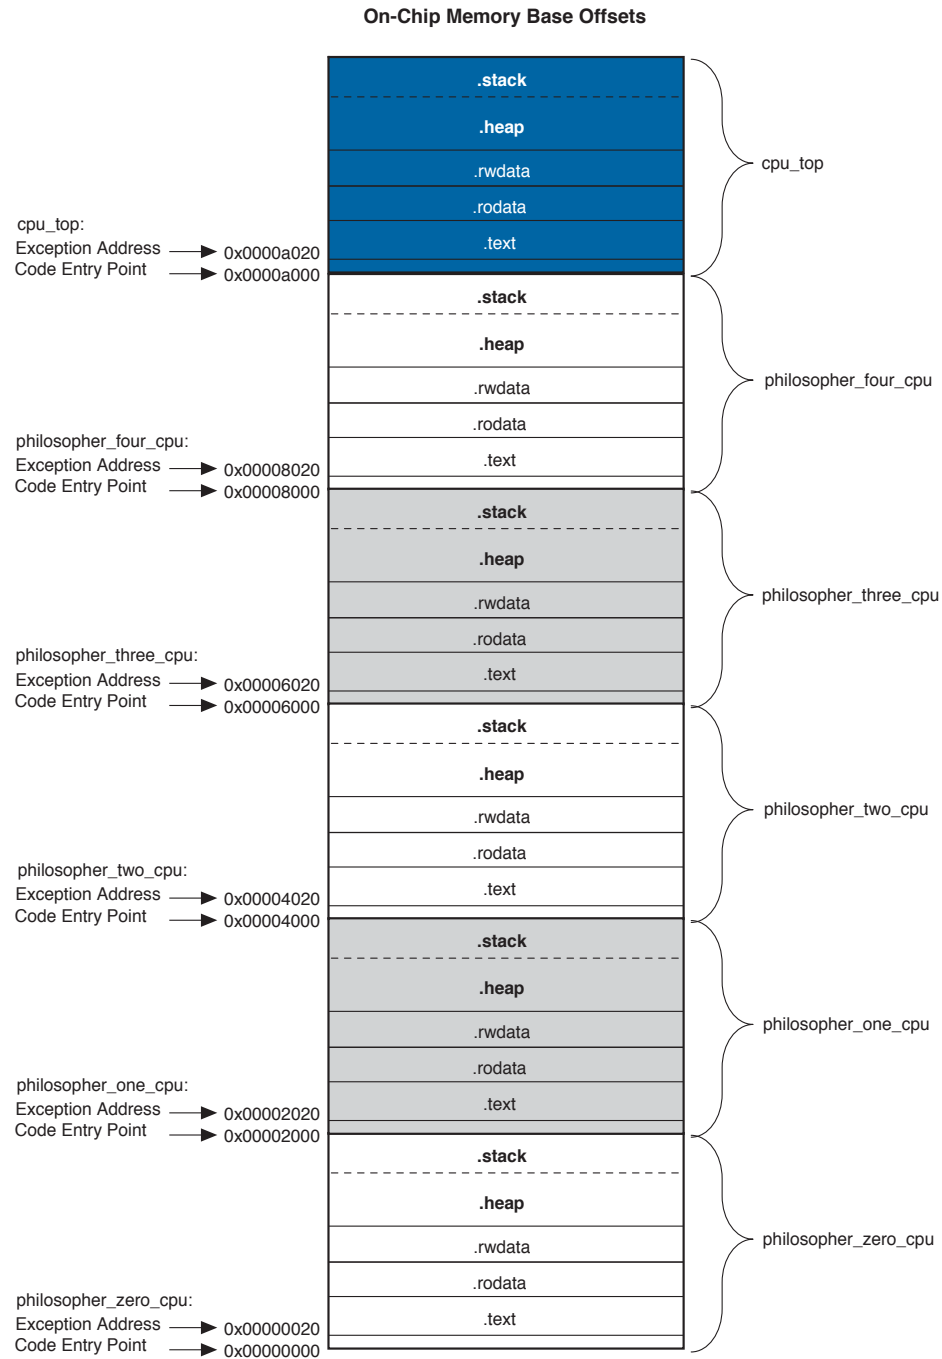 On-Chip Memory Base Offsets
.stack
.heap
cpu_top
.rwdata
.rodata
cpu_top:
.text
Exception Address 0x0000a020
Code Entry Point 0x0000a000
.stack
.heap
philosopher_four_cpu
.rwdata
.rodata
philosopher_four_cpu:
.text
Exception Address 0x00008020
Code Entry Point 0x00008000
.stack
.heap
philosopher_three_cpu
.rwdata
.rodata
philosopher_three_cpu:
.text
Exception Address 0x00006020
Code Entry Point 0x00006000
.stack
.heap
philosopher_two_cpu
.rwdata
.rodata
philosopher_two_cpu:
.text
Exception Address 0x00004020
Code Entry Point 0x00004000
.stack
.heap
philosopher_one_cpu
.rwdata
.rodata
philosopher_one_cpu:
.text
Exception Address 0x00002020
Code Entry Point 0x00002000
.stack
.heap
philosopher_zero_cpu
.rwdata
.rodata
philosopher_zero_cpu:
.text
Exception Address 0x00000020
Code Entry Point 0x00000000